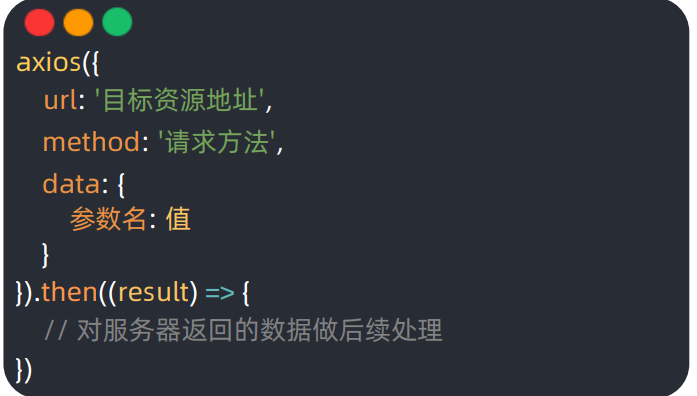 axios({
url: '目标资源地址',
method: '请求方法',
data: {
参数名: 值
}
}).then((result) => {
// 对服务器返回的数据做后续处理
})